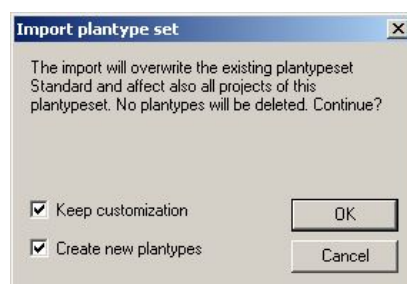 Import plantype set
The import will overwrite the existing plantypeset
Standard and affect also all projects of this
plantypeset. No plantypes will be deleted. Continue?
Keep customization
OK
Create new plantypes
Cancel